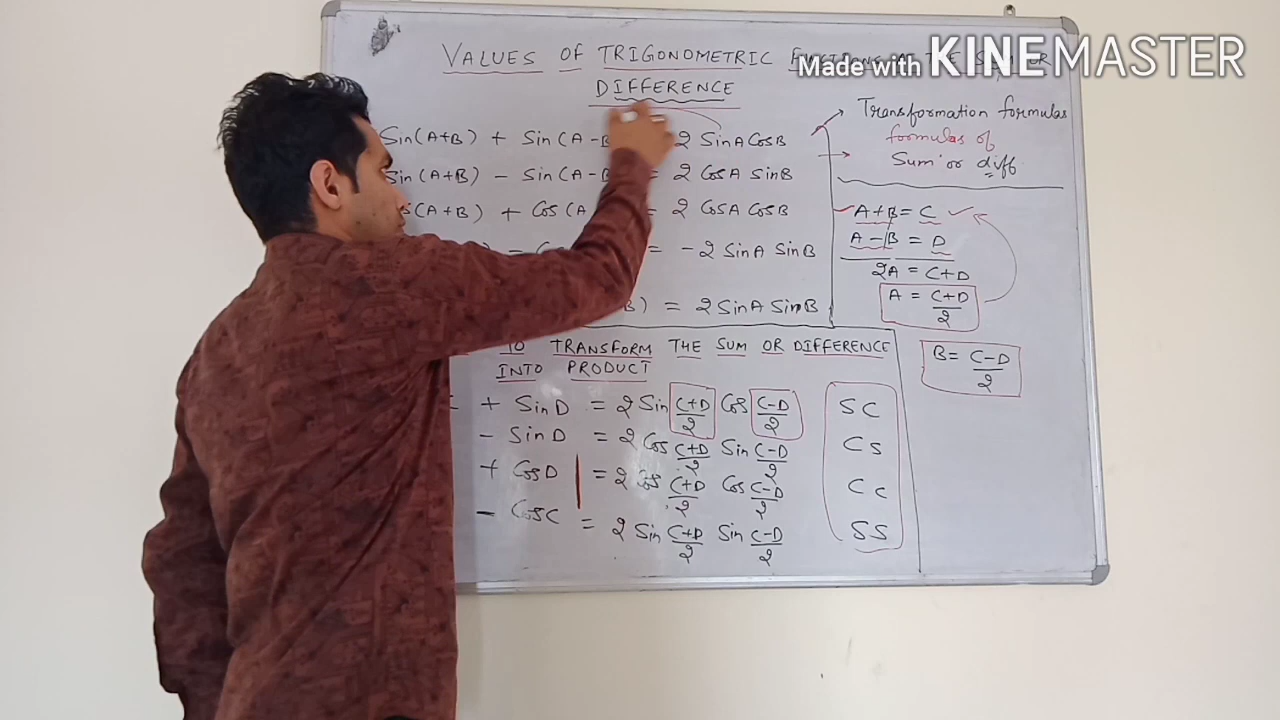 Made with KINEMASTER
VALUES OF TRIGONOMETRIC
DIFFERENCE
Sin(A+B) + Sin(A-B 2 SinA CosB
Sin(A+B) - Sin(A-B = 2 CosA SinB
(A+B) + Cos(A = 2 CosA CosB
) - = -2 SinA SinB
B) = 2 SinA SinB
Transformation formulas
formulas of
Sum or diff
A+B = C
A-B = D
2A = C+D
A = C+D/2
B = C-D/2
TO TRANSFORM THE SUM OR DIFFERENCE
INTO PRODUCT
+ SinD = 2 Sin C+D/2 Cos C-D/2 SC
- SinD = 2 Cos C+D/2 Sin C-D/2 CS
+ CosD = 2 Cos C+D/2 Cos C-D/2 CC
- CosC = 2 Sin C+D/2 Sin C-D/2 SS